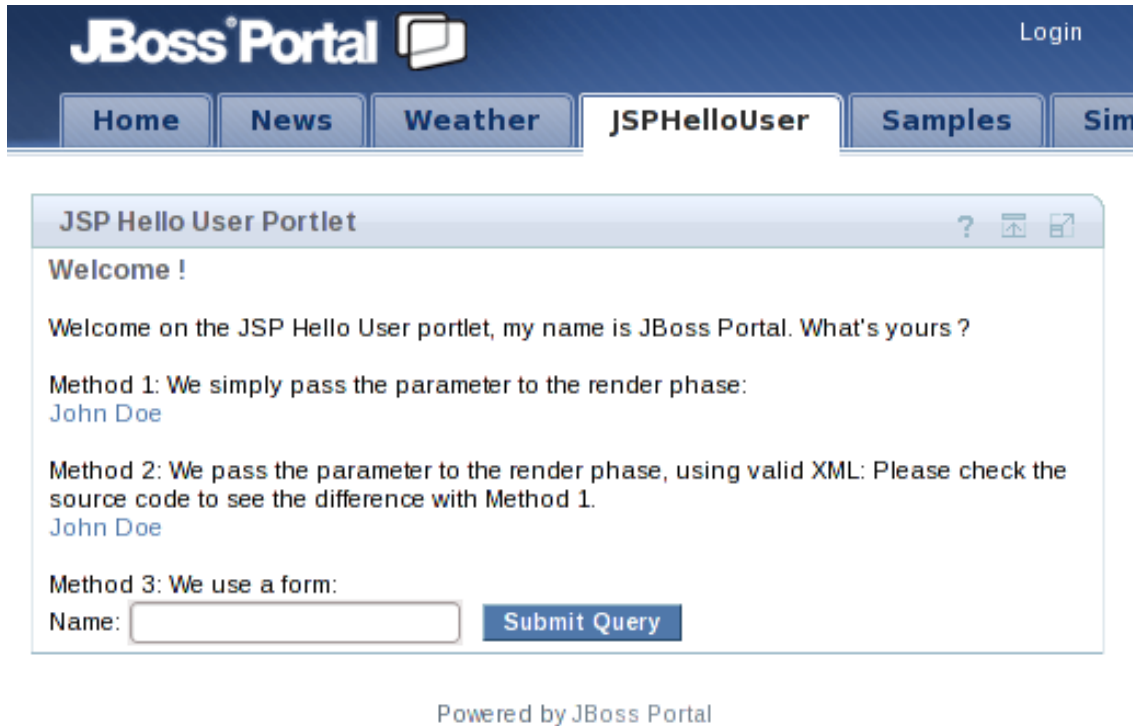 JBoss® Portal
Login
Home News Weather JSPHelloUser Samples Sim
JSP Hello User Portlet ?
Welcome !
Welcome on the JSP Hello User portlet, my name is JBoss Portal. What's yours ?
Method 1: We simply pass the parameter to the render phase:
John Doe
Method 2: We pass the parameter to the render phase, using valid XML: Please check the
source code to see the difference with Method 1.
John Doe
Method 3: We use a form:
Name: Submit Query
Powered by JBoss Portal